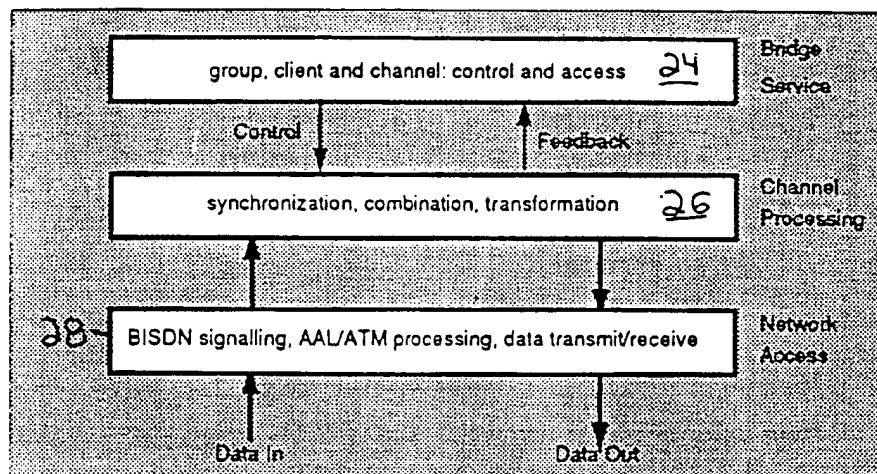 group, client and channel: control and access 24
Bridge
Service
Control
Feedback
synchronization, combination, transformation 26
Channel
Processing
28
BISDN signalling, AAL/ATM processing, data transmit/receive
Network
Access
Data In
Data Out